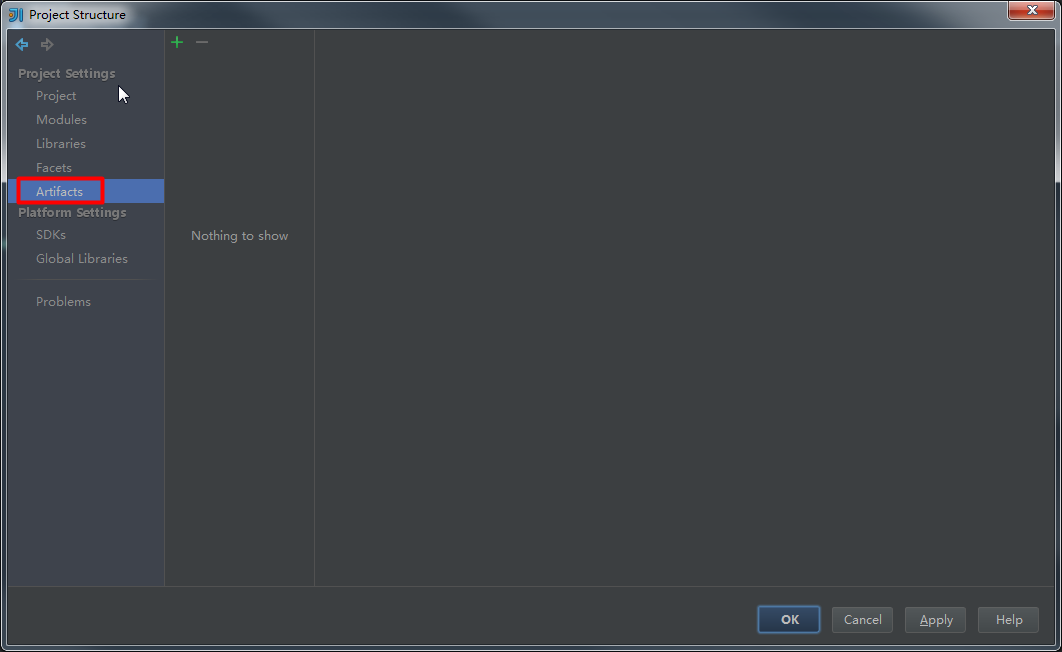 Project Structure
Project Settings
Project
Modules
Libraries
Facets
Artifacts
Platform Settings
SDKs
Global Libraries
Problems
Nothing to show
OK
Cancel
Apply
Help